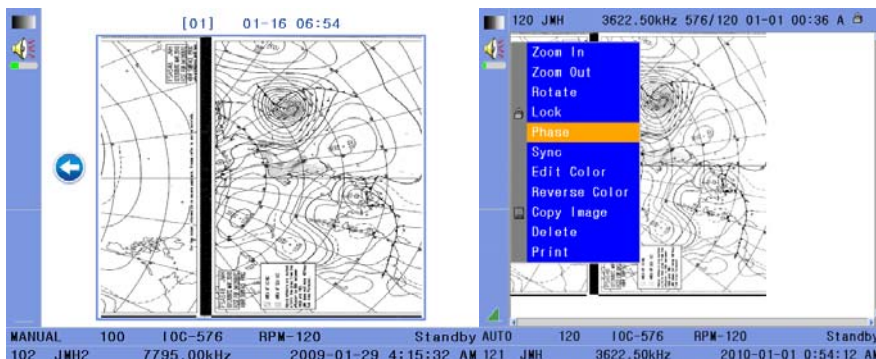 [01] 01-16 06:54
MANUAL 100 IOC-576 RPM-120 Standby
102 JMH2 7795.00kHz 2009-01-29 4:15:32 AM
120 JMH 3622.50kHz 576/120 01-01 00:36 A
Zoom In
Zoom Out
Rotate
Lock
Phase
Sync
Edit Color
Reverse Color
Copy Image
Delete
Print
AUTO 120 IOC-576 RPM-120 Standby
121 JMH 3622.50kHz 2010-01-01 0:54:12 AM